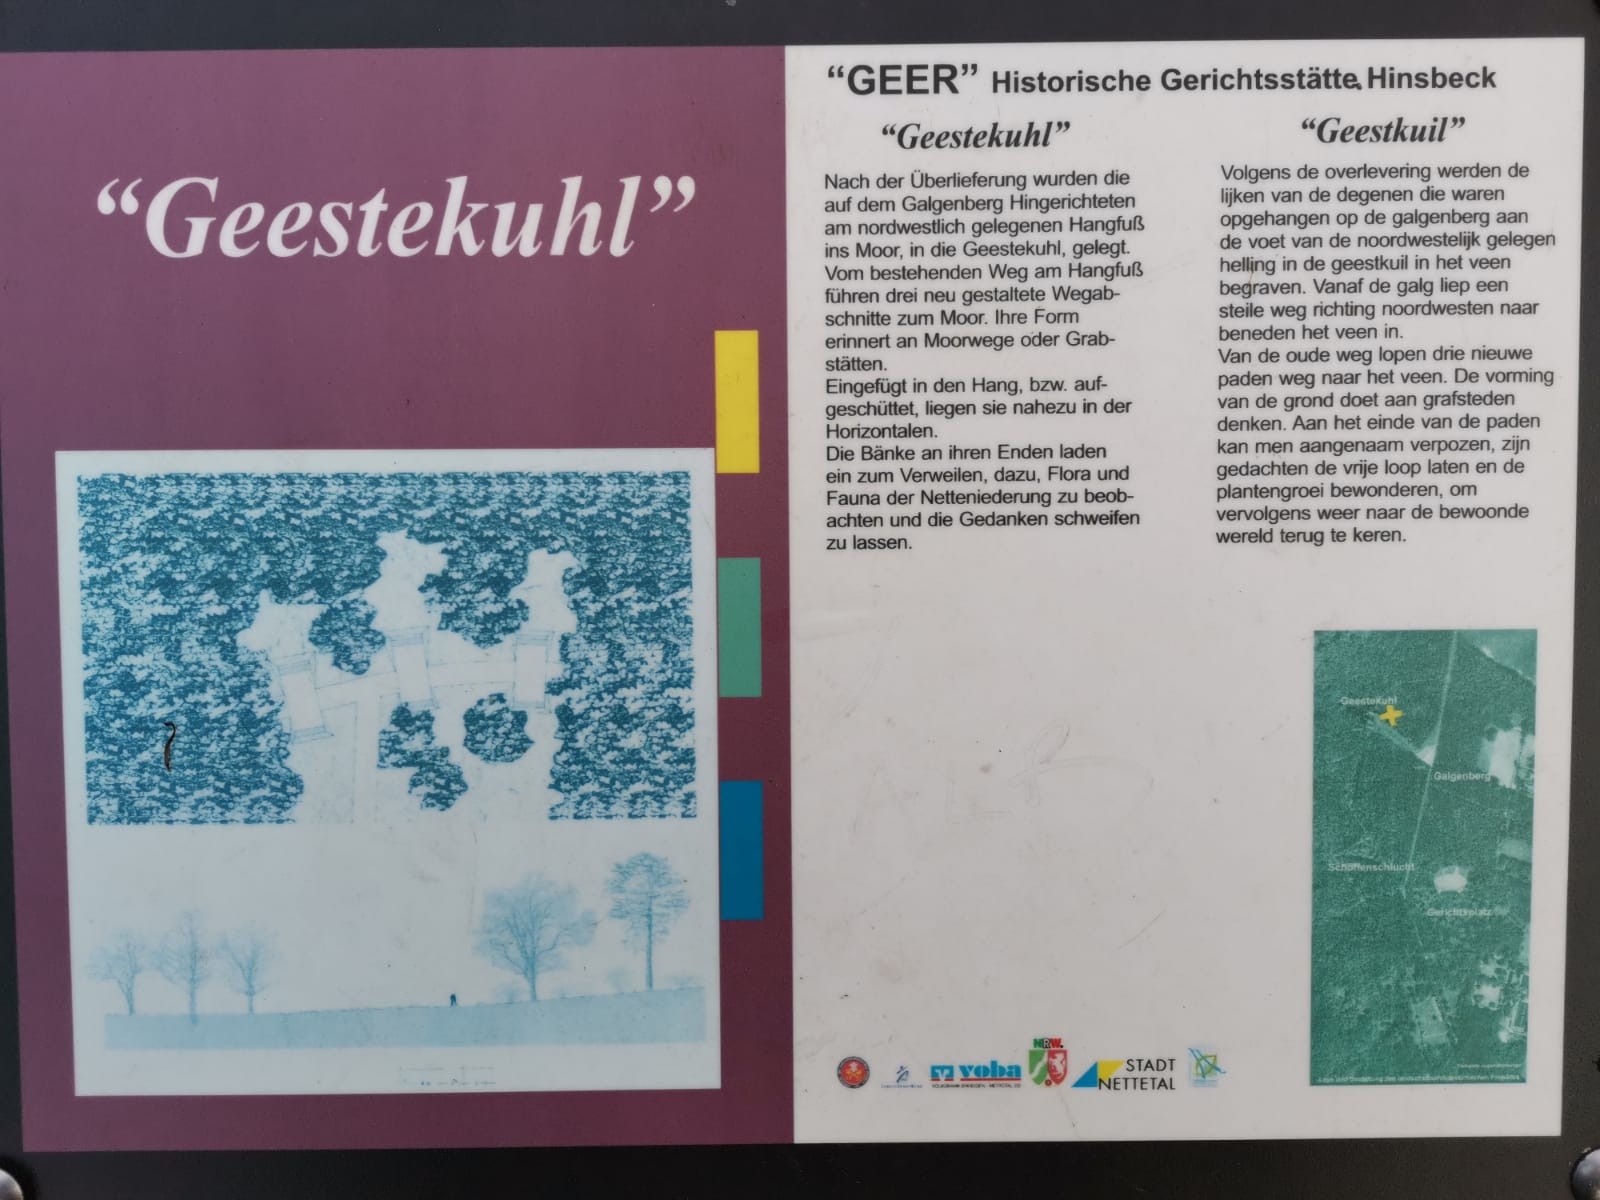 “Geestekuhl”
“GEER” Historische Gerichtsstätte Hinsbeck
“Geestekuhl”
Nach der Überlieferung wurden die
auf dem Galgenberg Hingerichteten
am nordwestlich gelegenen Hangfuß
ins Moor, in die Geestekuhl, gelegt.
Vom bestehenden Weg am Hangfuß
führen drei neu gestaltete Wegab-
schnitte zum Moor. Ihre Form
erinnert an Moorwege oder Grab-
stätten.
Eingefügt in den Hang, bzw. auf-
geschüttet, liegen sie nahezu in der
Horizontalen.
Die Bänke an ihren Enden laden
ein zum Verweilen, dazu, Flora und
Fauna der Netteniederung zu beob-
achten und die Gedanken schweifen
zu lassen.
“Geestkuil”
Volgens de overlevering werden de
lijken van de degenen die waren
opgehangen op de galgenberg aan
de voet van de noordwestelijk gelegen
helling in de geestkuil in het veen
begraven. Vanaf de galg liep een
steile weg richting noordwesten naar
beneden het veen in.
Van de oude weg lopen drie nieuwe
paden weg naar het veen. De vorming
van de grond doet aan grafsteden
denken. Aan het einde van de paden
kan men aangenaam verpozen, zijn
gedachten de vrije loop laten en de
plantengroei bewonderen, om
vervolgens weer naar de bewoonde
wereld terug te keren.
Geestekuhl
Galgenberg
Schöffenschlucht
Gerichtsplatz
voba
NRW.
STADT
NETTETAL